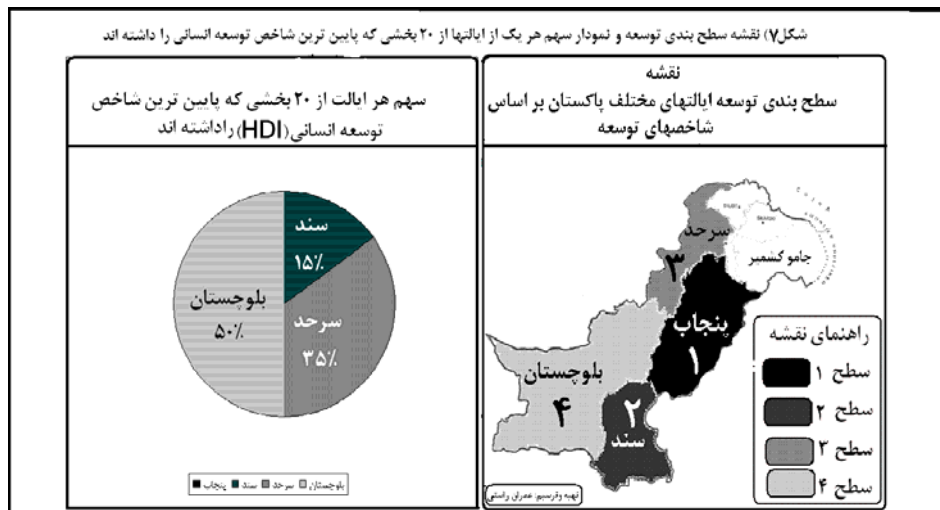 شکل۷) نقشه سطح بندی توسعه و نمودار سهم هر یک از ایالتها از ۲۰ بخشی که پایین ترین شاخص توسعه انسانی را داشته اند
نقشه
سطح بندی توسعه ایالتهای مختلف پاکستان بر اساس
شاخصهای توسعه
سرحد
۳
جامو کشمیر
پنجاب
۱
بلوچستان
۴
۲
سند
راهنمای نقشه
سطح ۱
سطح ۲
سطح ۳
سطح ۴
تهیه وترسیم: عمران راستی
سهم هر ایالت از ۲۰ بخشی که پایین ترین شاخص
توسعه انسانی(HDI) راداشته اند
سند
۱۵٪
سرحد
۳۵٪
بلوچستان
۵۰٪
بلوچستان سرحد سند پنجاب